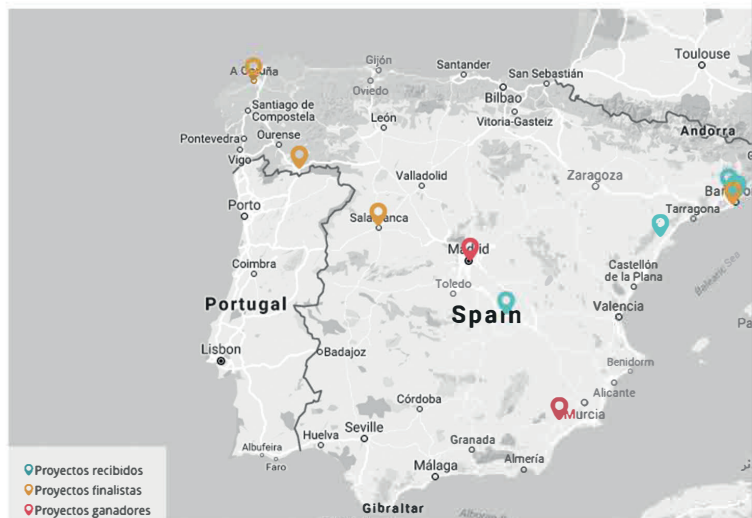 Toulouse
Gijón
Santander
San Sebastián
A Coruña
Oviedo
Bilbao
Santiago de
Compostela
León
Vitoria-Gasteiz
Andorra
Pontevedra
Ourense
Vigo
Valladolid
Zaragoza
Porto
Salamanca
Tarragona
Madrid
Coimbra
Toledo
Castellón
de la Plana
Balearic Sea
Portugal
Spain
Valencia
Lisbon
Badajoz
Benidorm
Alicante
Córdoba
Murcia
Huelva
Seville
Granada
Albufeira
Faro
Málaga
Almería
Gibraltar
Proyectos recibidos
Proyectos finalistas
Proyectos ganadores